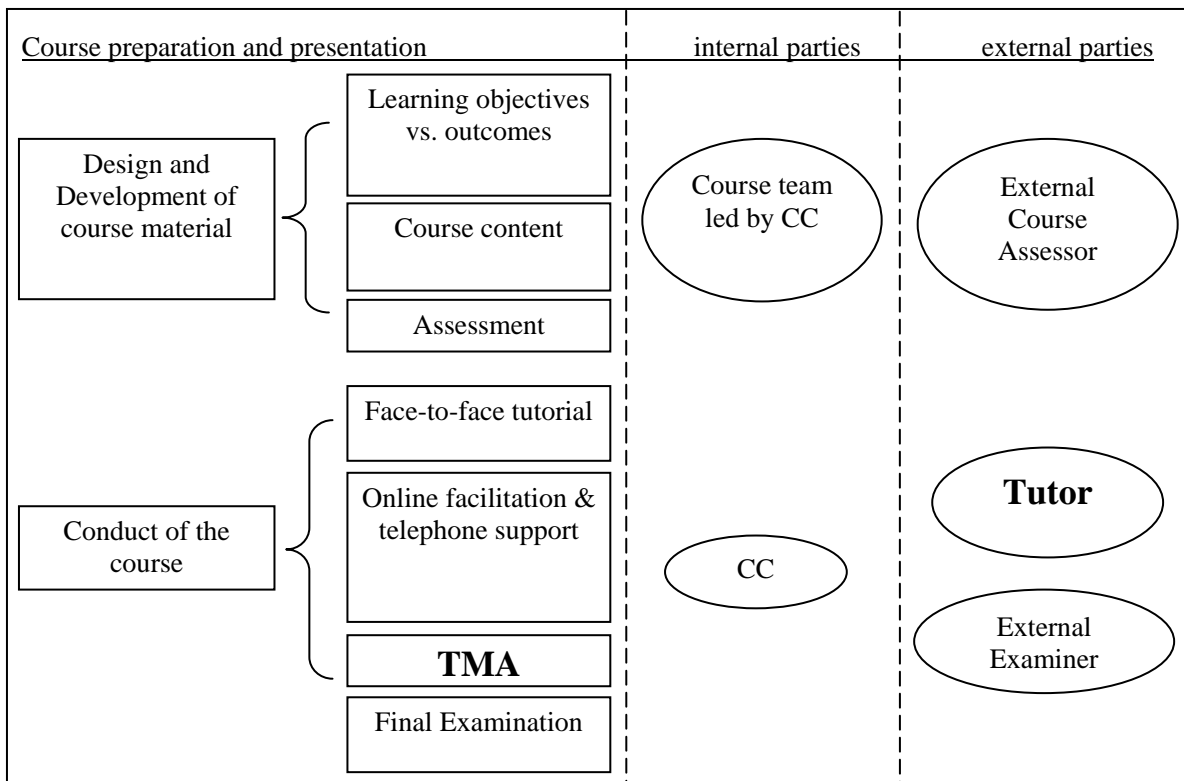 Course preparation and presentation
internal parties
external parties
Design and
Development of
course material
Learning objectives
vs. outcomes
Course content
Assessment
Course team
led by CC
External
Course
Assessor
Conduct of the
course
Face-to-face tutorial
Online facilitation &
telephone support
TMA
Final Examination
CC
Tutor
External
Examiner